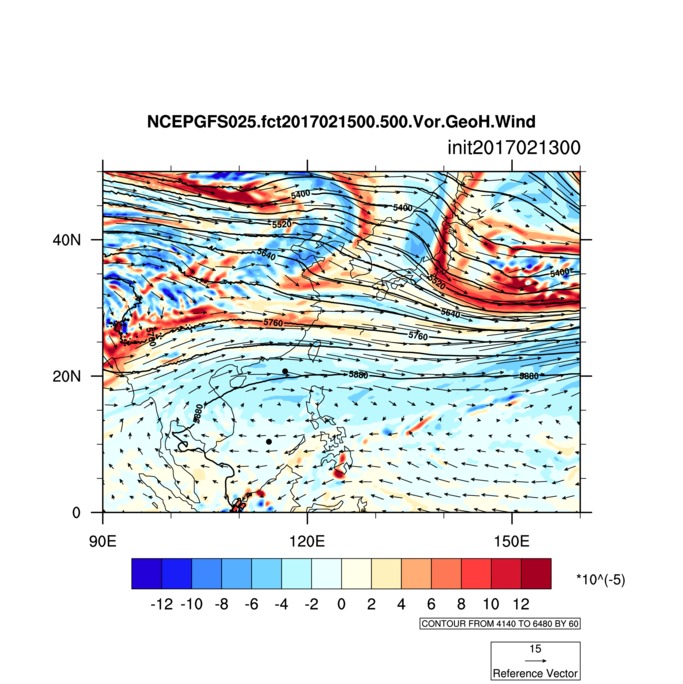 NCEPGFS025.fct2017021500.500.Vor.GeoH.Wind
init2017021300
5400
5400
5520
40N
5640
5400
5520
5640
5760
5760
5760
20N
5880
5880
5880
0
90E 120E 150E
-12 -10 -8 -6 -4 -2 0 2 4 6 8 10 12 *10^(-5)
CONTOUR FROM 4140 TO 6480 BY 60
15
Reference Vector